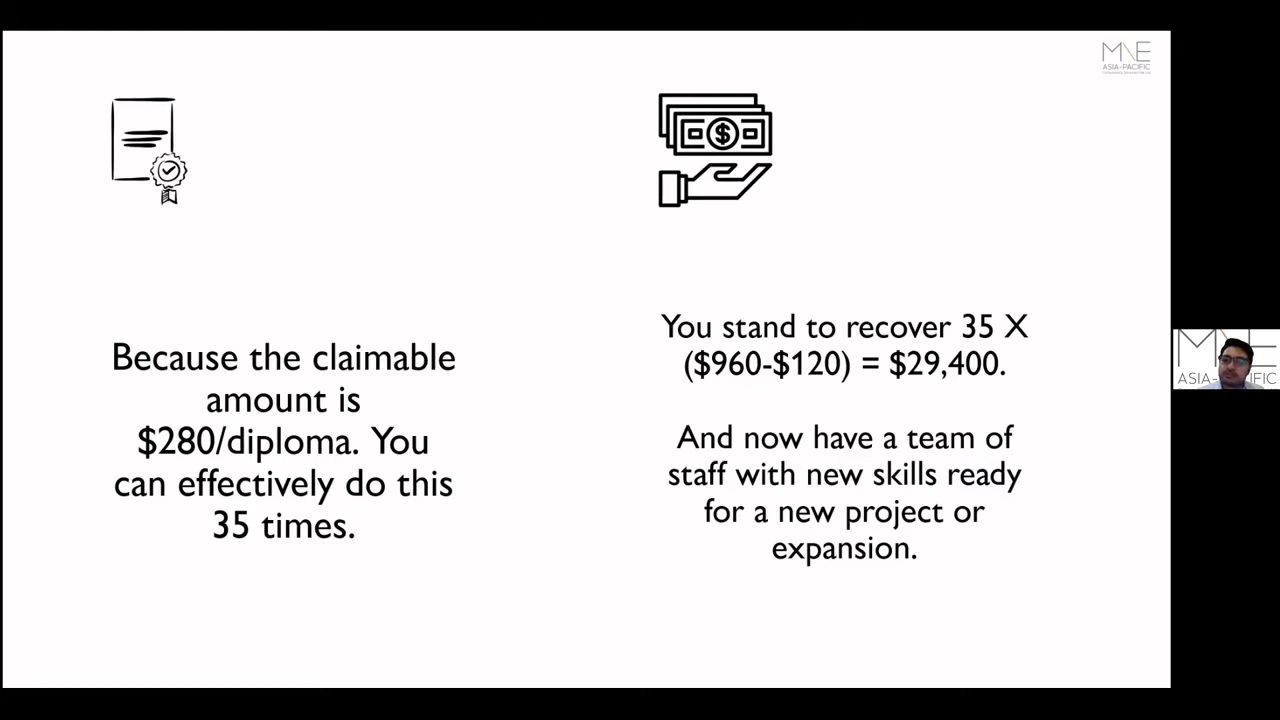 M\E
ASIA-PACIFIC
Because the claimable
amount is
$280/diploma. You
can effectively do this
35 times.
You stand to recover 35 X
($960-$120) = $29,400.
And now have a team of
staff with new skills ready
for a new project or
expansion.